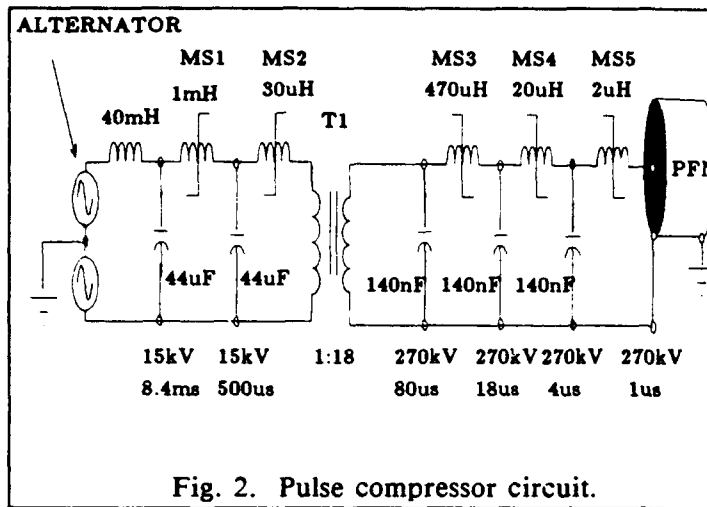 ALTERNATOR
MS1 MS2 MS3 MS4 MS5
1mH 30uH 470uH 20uH 2uH
40mH T1
PFN
44uF 44uF 140nF 140nF 140nF
15kV 15kV 1:18 270kV 270kV 270kV 270kV
8.4ms 500us 80us 18us 4us 1us
Fig. 2. Pulse compressor circuit.